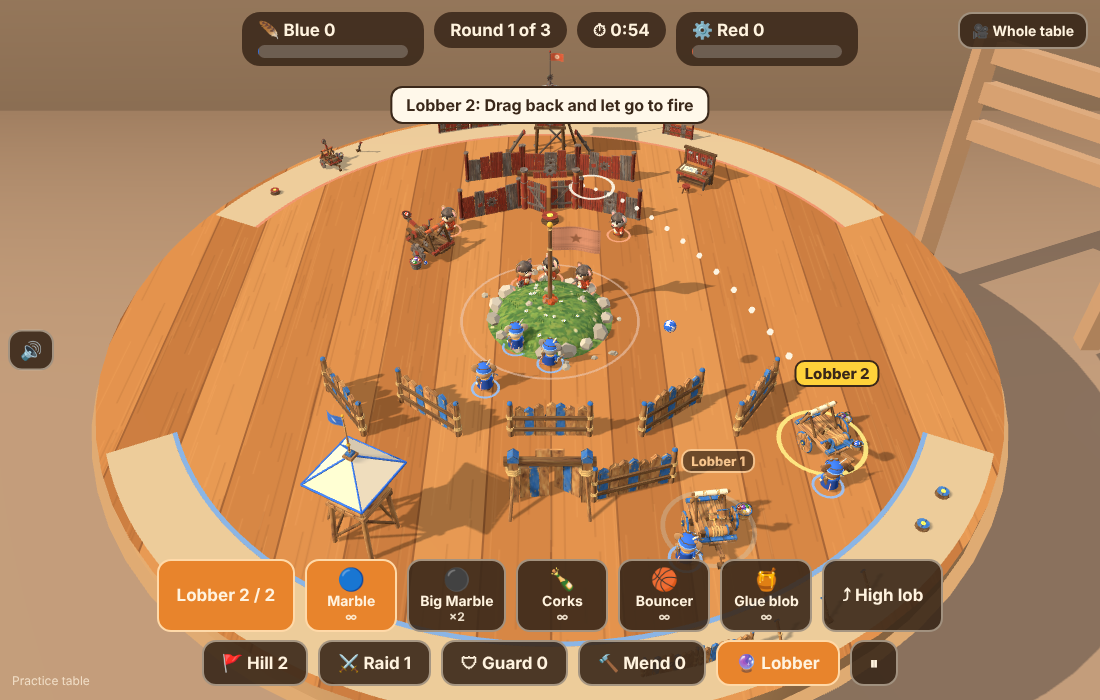 Blue 0
Round 1 of 3
0:54
Red 0
Whole table
Lobber 2: Drag back and let go to fire
Lobber 2
Lobber 1
Lobber 2 / 2
Marble
∞
Big Marble
×2
Corks
∞
Bouncer
∞
Glue blob
∞
High lob
Hill 2
Raid 1
Guard 0
Mend 0
Lobber
Practice table